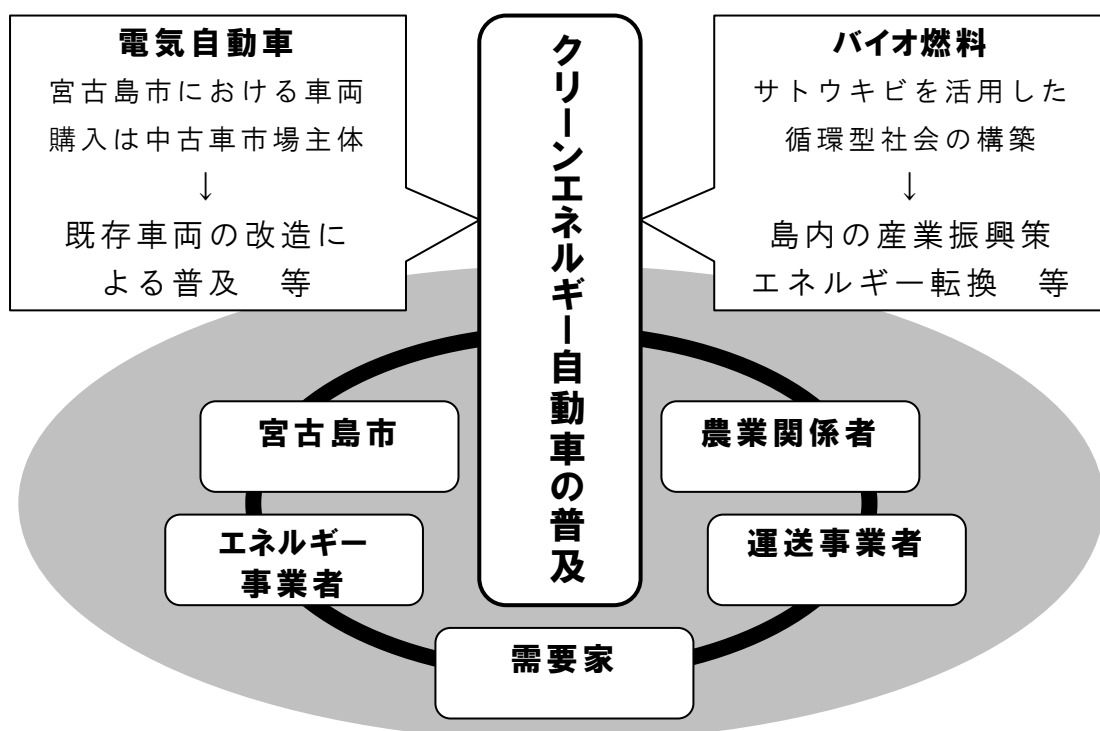 電気自動車
宮古島市における車両
購入は中古車市場主体
↓
既存車両の改造に
よる普及　等
クリーンエネルギー自動車の普及
バイオ燃料
サトウキビを活用した
循環型社会の構築
↓
島内の産業振興策
エネルギー転換　等
宮古島市
農業関係者
エネルギー
事業者
運送事業者
需要家